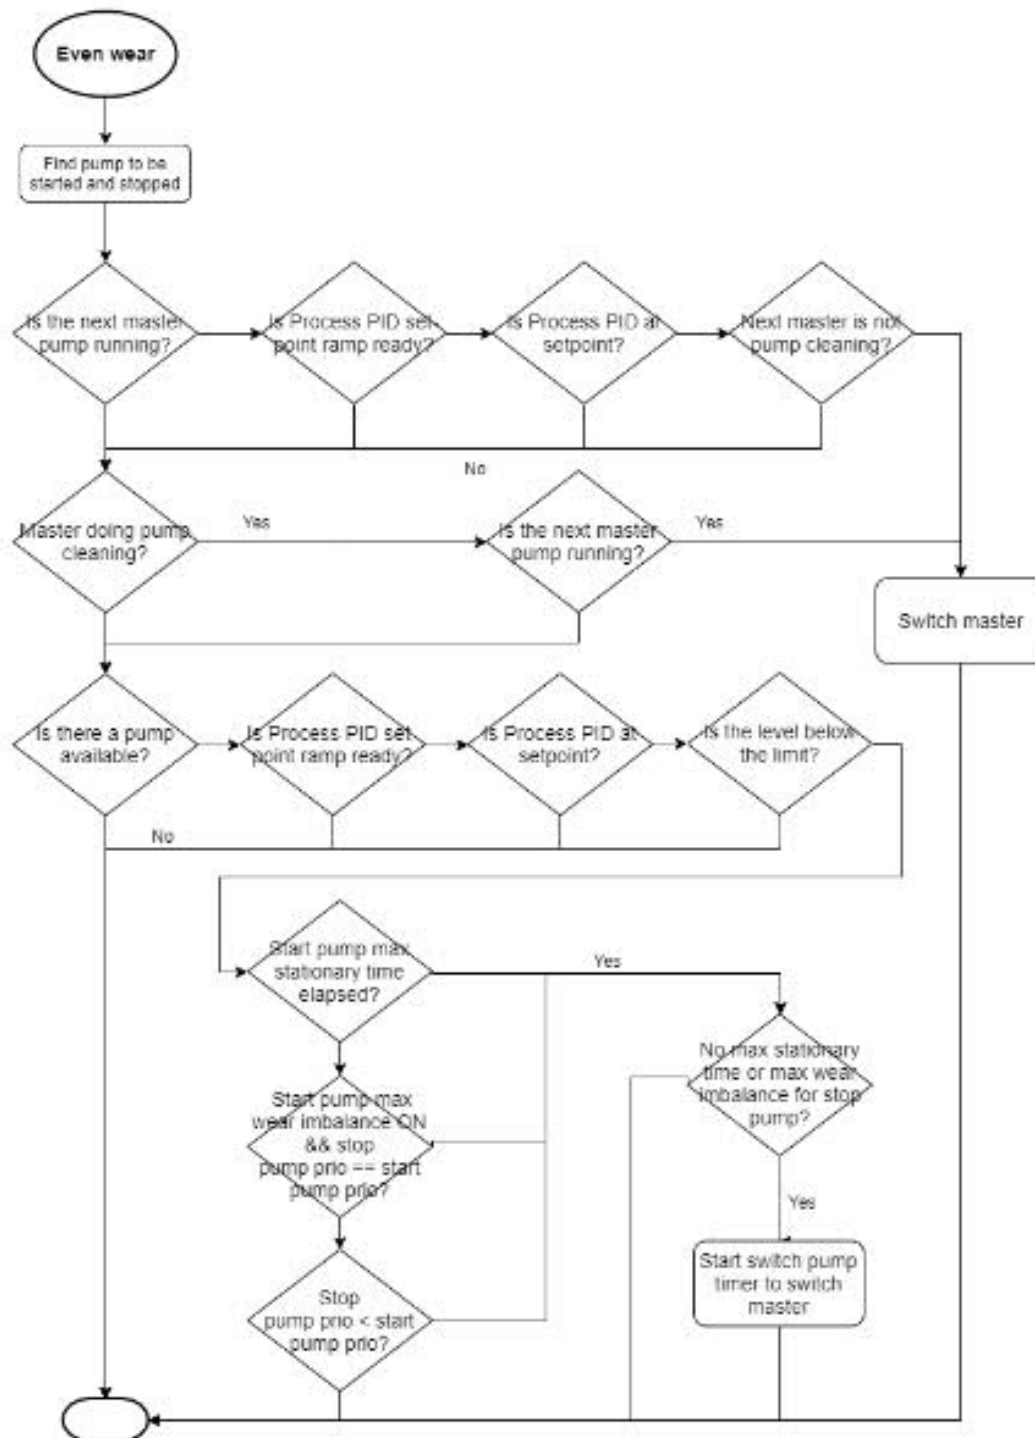 Even wear
Find pump to be
started and stopped
Is the next master
pump running?
Is Process PID set
point ramp ready?
Is Process PID at
setpoint?
Next master is not
pump cleaning?
No
Master doing pump
cleaning?
Yes
Is the next master
pump running?
Yes
Switch master
Is there a pump
available?
Is Process PID set
point ramp ready?
Is Process PID at
setpoint?
Is the level below
the limit?
No
Start pump max
stationary time
elapsed?
Yes
No max stationary
time or max wear
imbalance for stop
pump?
Start pump max
wear imbalance ON
&& stop
pump prio == start
pump prio?
Yes
Start switch pump
timer to switch
master
Stop
pump prio < start
pump prio?